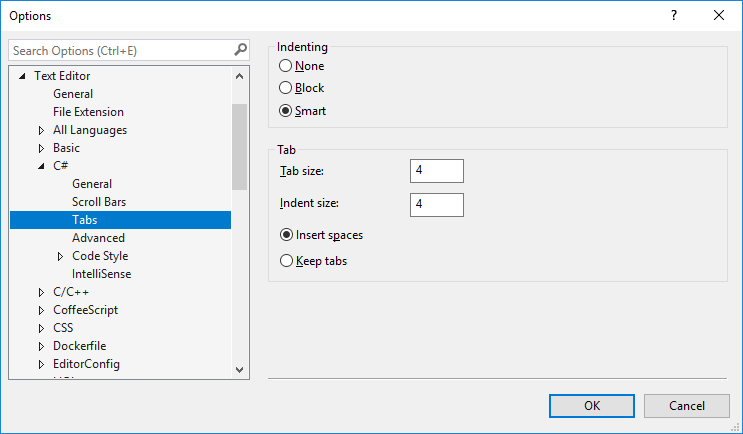 Options
?
Search Options (Ctrl+E)
Text Editor
General
File Extension
All Languages
Basic
C#
General
Scroll Bars
Tabs
Advanced
Code Style
IntelliSense
C/C++
CoffeeScript
CSS
Dockerfile
EditorConfig
Indenting
None
Block
Smart
Tab
Tab size: 4
Indent size: 4
Insert spaces
Keep tabs
OK Cancel